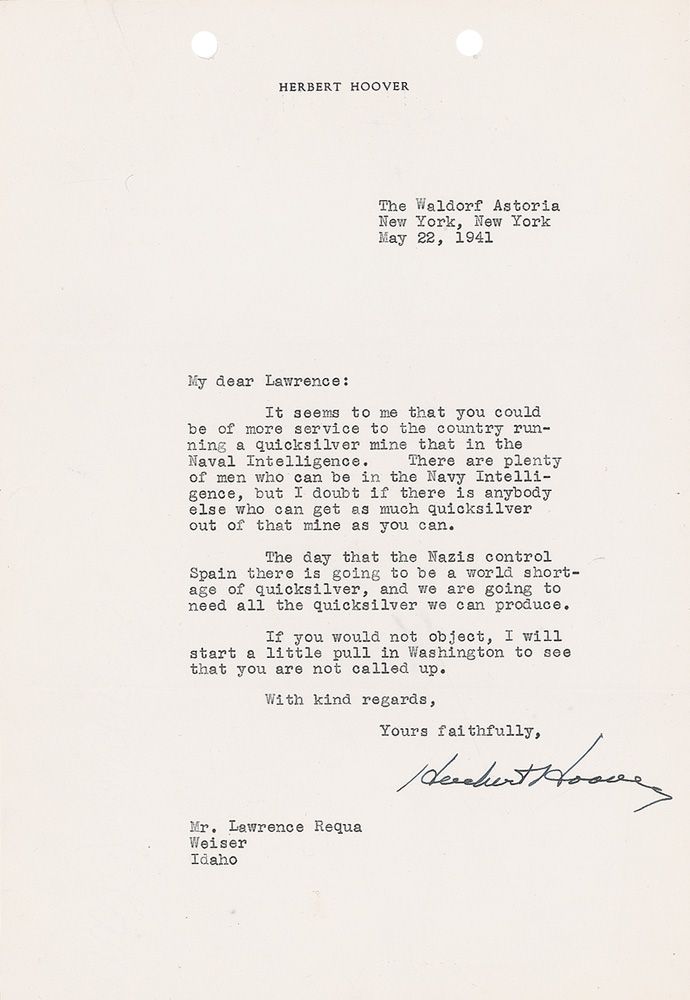 HERBERT HOOVER
The Waldorf Astoria
New York, New York
May 22, 1941
My dear Lawrence:
It seems to me that you could
be of more service to the country run-
ning a quicksilver mine that in the
Naval Intelligence. There are plenty
of men who can be in the Navy Intelli-
gence, but I doubt if there is anybody
else who can get as much quicksilver
out of that mine as you can.
The day that the Nazis control
Spain there is going to be a world short-
age of quicksilver, and we are going to
need all the quicksilver we can produce.
If you would not object, I will
start a little pull in Washington to see
that you are not called up.
With kind regards,
Yours faithfully,
Herbert Hoover
Mr. Lawrence Requa
Weiser
Idaho